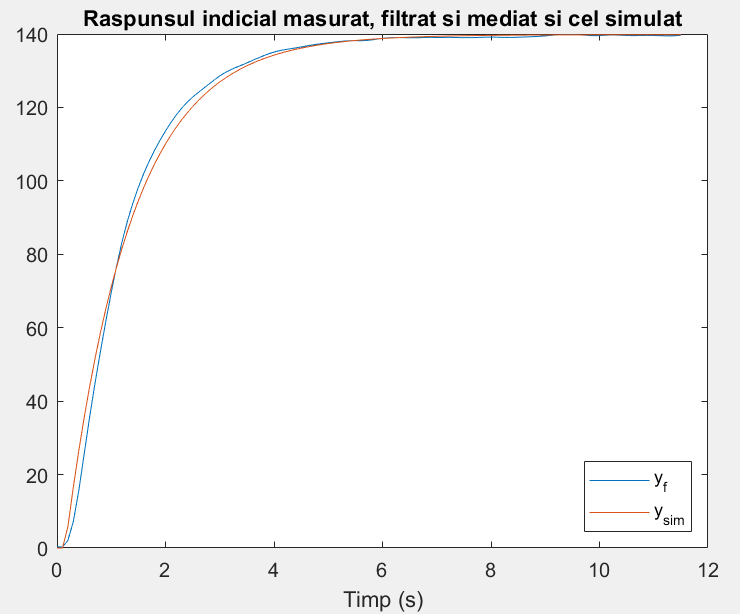 Raspunsul indicial masurat, filtrat si mediat si cel simulat
140
120
100
80
60
40
20
0
0 2 4 6 8 10 12
Timp (s)
y_f
y_sim